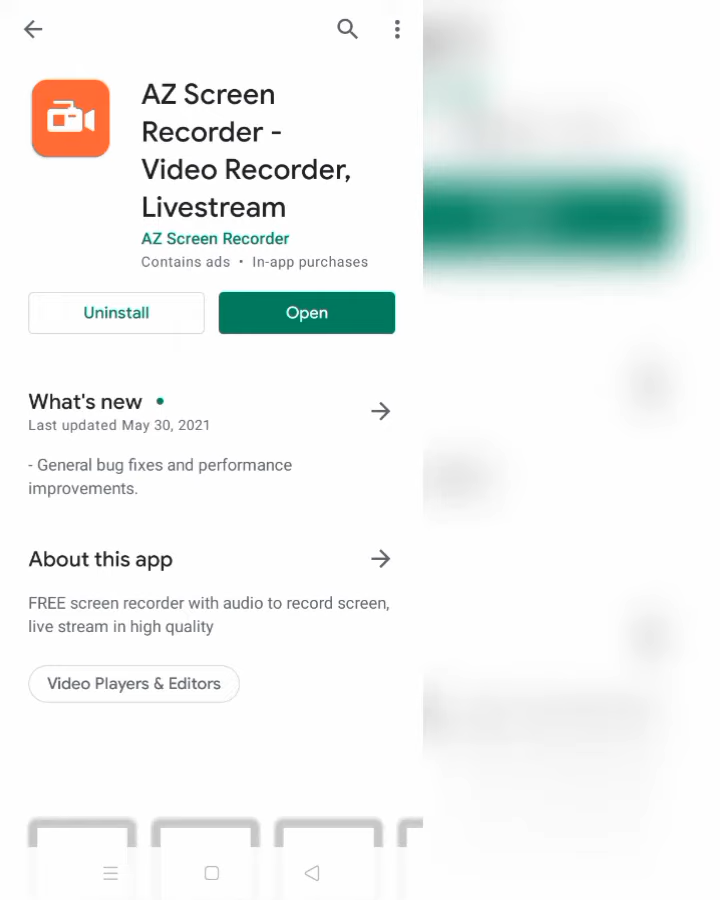 AZ Screen
Recorder -
Video Recorder,
Livestream
AZ Screen Recorder
Contains ads • In-app purchases
Uninstall
Open
What's new •
Last updated May 30, 2021
- General bug fixes and performance
improvements.
About this app
FREE screen recorder with audio to record screen,
live stream in high quality
Video Players & Editors